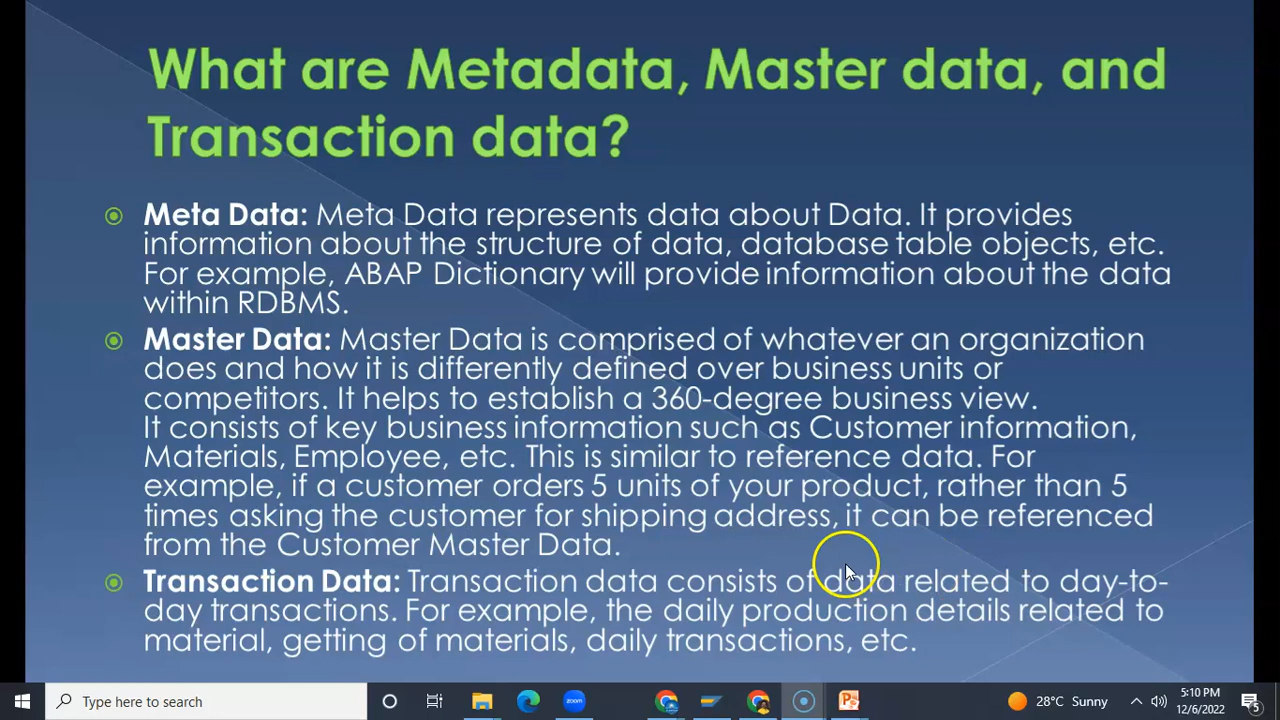 What are Metadata, Master data, and
Transaction data?
Meta Data: Meta Data represents data about Data. It provides
information about the structure of data, database table objects, etc.
For example, ABAP Dictionary will provide information about the data
within RDBMS.
Master Data: Master Data is comprised of whatever an organization
does and how it is differently defined over business units or
competitors. It helps to establish a 360-degree business view.
It consists of key business information such as Customer information,
Materials, Employee, etc. This is similar to reference data. For
example, if a customer orders 5 units of your product, rather than 5
times asking the customer for shipping address, it can be referenced
from the Customer Master Data.
Transaction Data: Transaction data consists of data related to day-to-
day transactions. For example, the daily production details related to
material, getting of materials, daily transactions, etc.
Type here to search
zoom
28°C Sunny
5:10 PM
12/6/2022
5